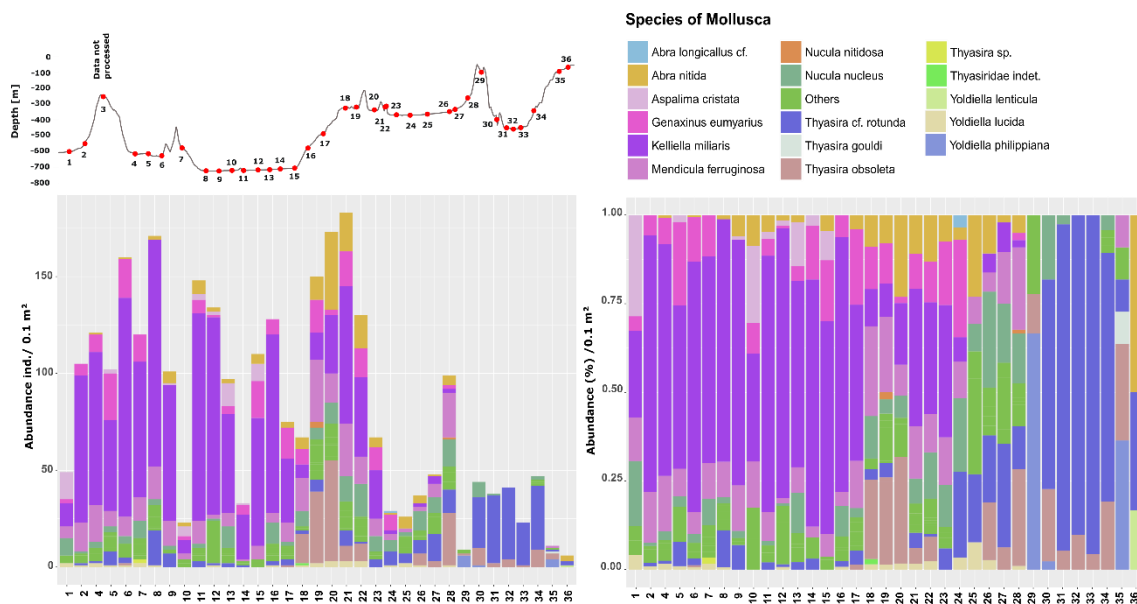 Species of Mollusca
Abra longicallus cf.
Abra nitida
Aspalima cristata
Genaxinus eumyarius
Kelliella miliaris
Mendicula ferruginosa
Nucula nitidosa
Nucula nucleus
Others
Thyasira cf. rotunda
Thyasira gouldi
Thyasira obsoleta
Thyasira sp.
Thyasiridae indet.
Yoldiella lenticula
Yoldiella lucida
Yoldiella philippiana
Depth [m]
0
-100
-200
-300
-400
-500
-600
-700
-800
Data not
processed
1 2 3 4 5 6 7 8 9 10 11 12 13 14 15 16 17 18 19 20 21 22 23 23 24 25 26 27 28 29 30 31 32 33 34 35 36
Abundance ind./ 0.1 m²
150
100
50
0
1 2 4 5 6 7 8 9 10 11 12 13 14 15 16 17 18 19 20 21 22 23 24 25 26 27 28 29 30 31 32 33 34 35 36
Abundance (%) /0.1 m²
1.00
0.75
0.50
0.25
0.00
1 2 4 5 6 7 8 9 10 11 12 13 14 15 16 17 18 19 20 21 22 23 24 25 26 27 28 29 30 31 32 33 34 35 36